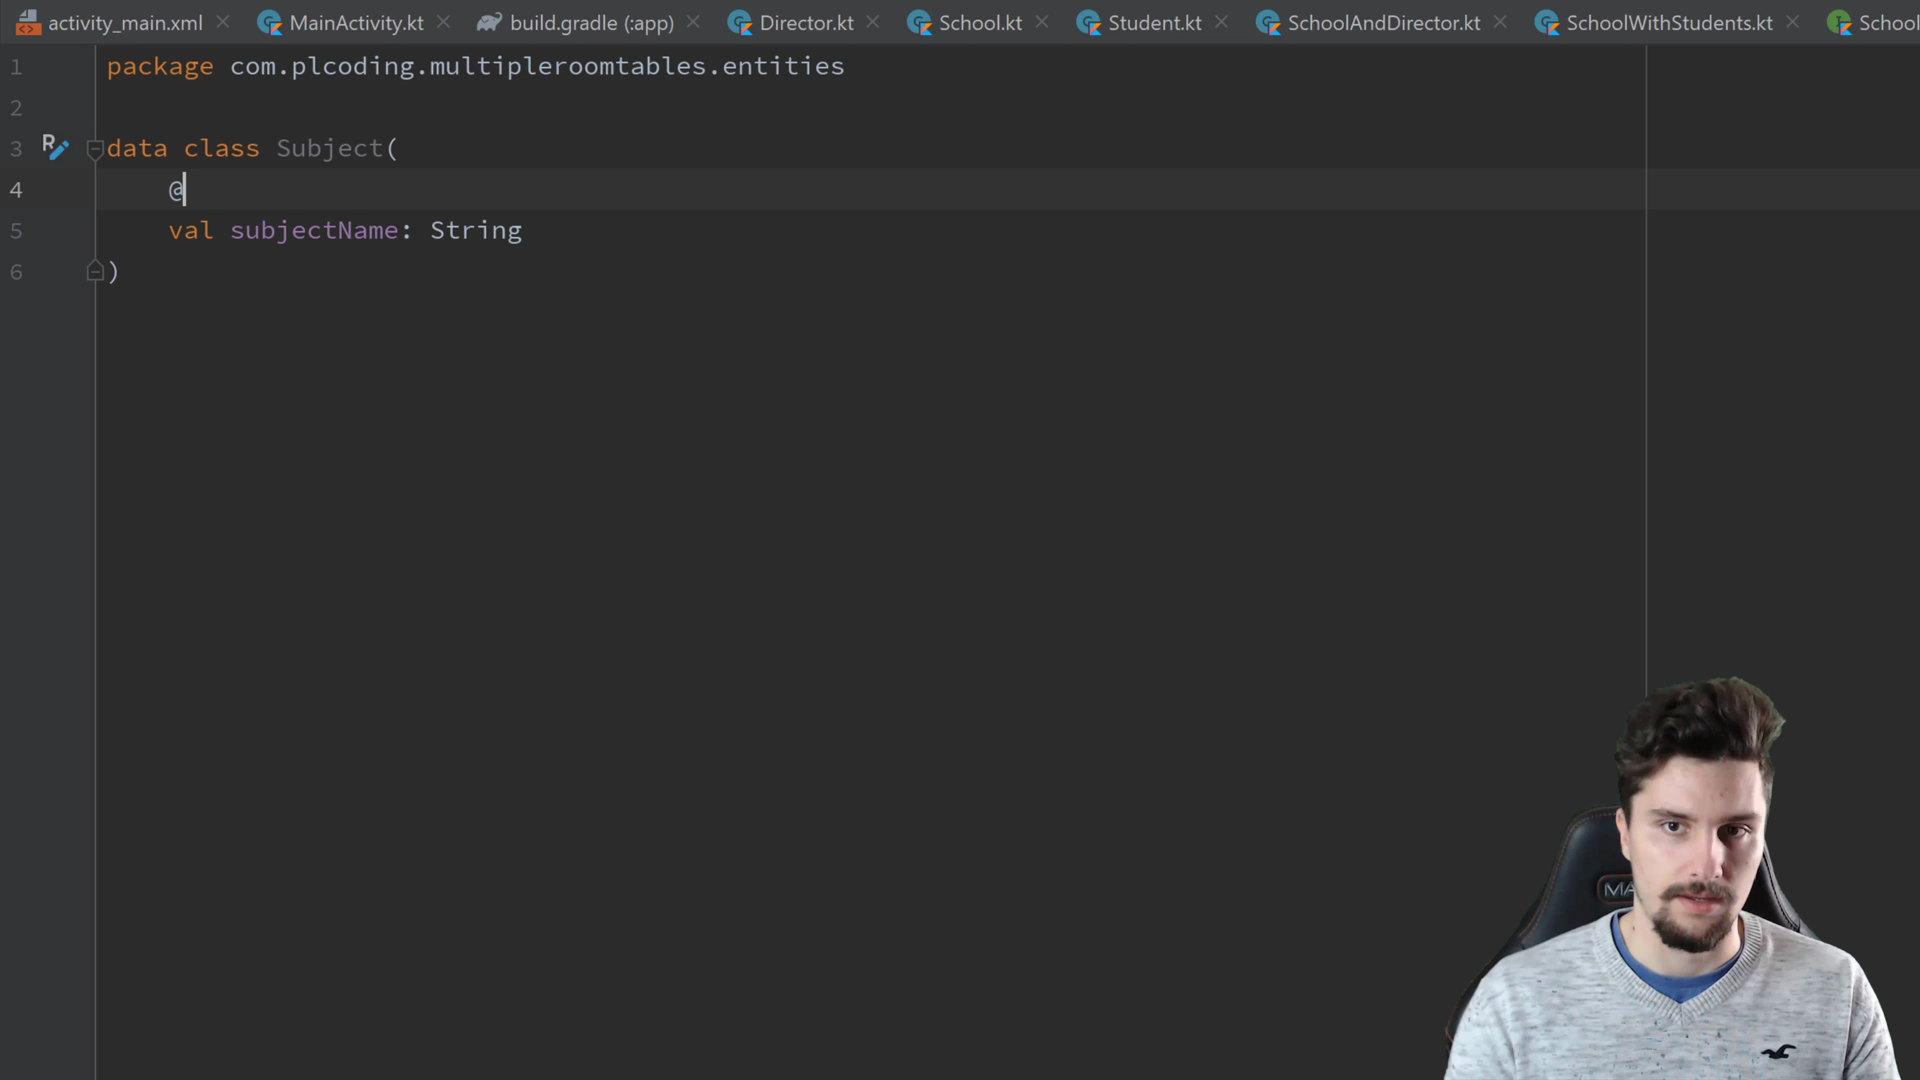 activity_main.xml MainActivity.kt build.gradle (:app) Director.kt School.kt Student.kt SchoolAndDirector.kt SchoolWithStudents.kt School
1 package com.plcoding.multipleroomtables.entities
2
3 data class Subject(
4 @
5 val subjectName: String
6 )
MA